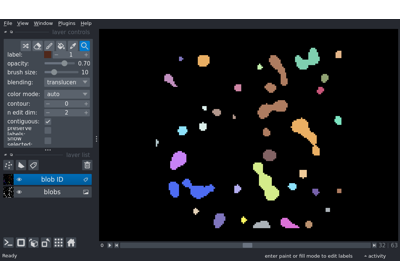 File View Window Plugins Help
layer controls
label: 1
opacity: 0.70
brush size: 10
blending: translucen
color mode: auto
contour: 0
n edit dim: 2
contiguous:
preserve labels:
show selected:
layer list
blob ID
blobs
0 32 63
Ready enter paint or fill mode to edit labels activity